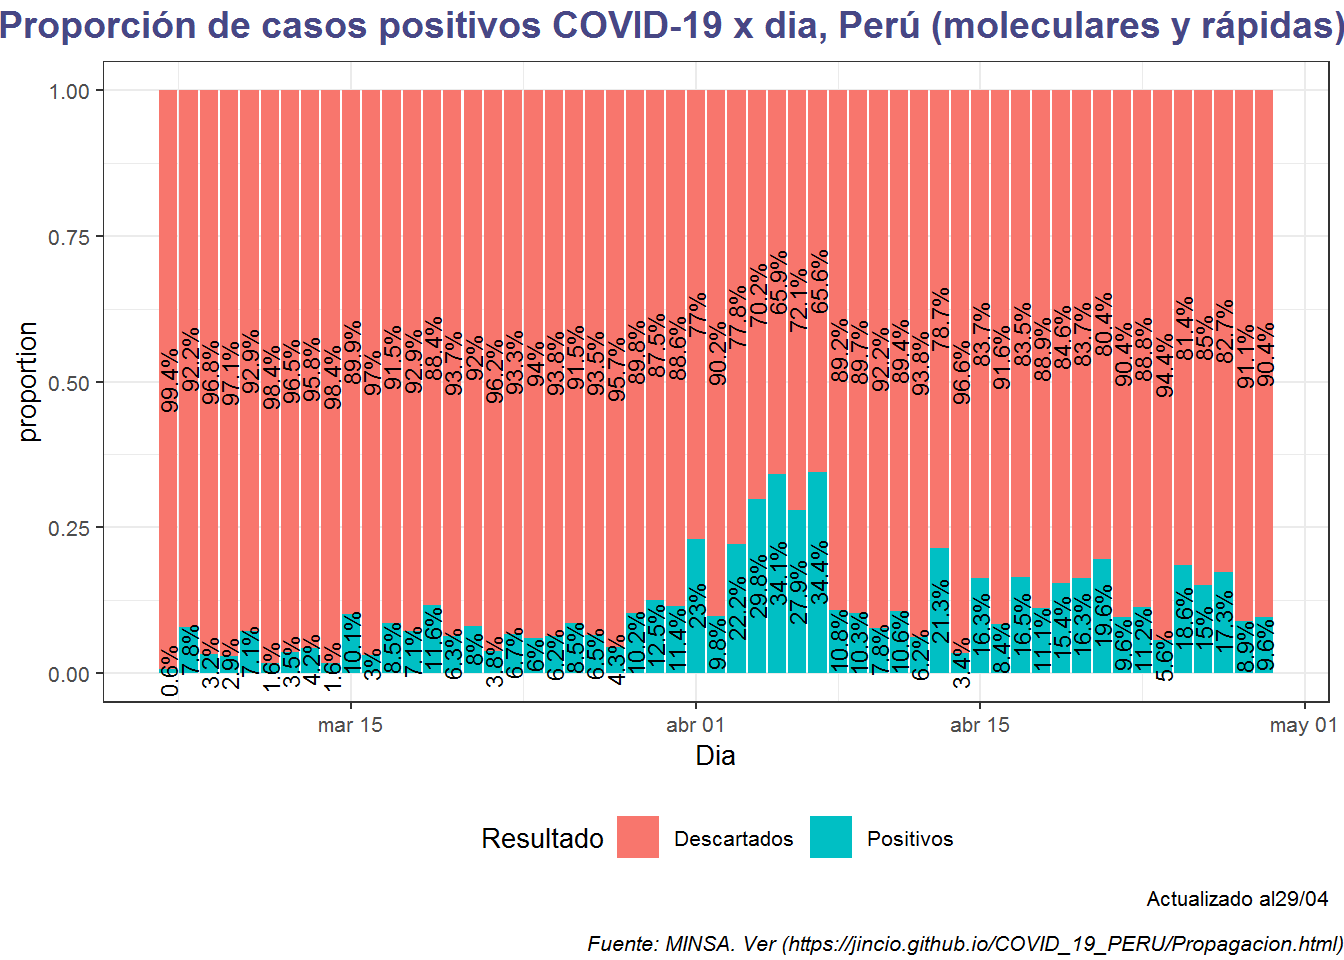 Proporción de casos positivos COVID-19 x dia, Perú (moleculares y rápidas)
proportion
1.00
0.75
0.50
0.25
0.00
99.4% 92.2% 96.8% 97.1% 92.9% 98.4% 96.5% 95.8% 98.4% 89.9% 97% 91.5% 92.9% 88.4% 93.7% 92% 96.2% 93.3% 94% 93.8% 91.5% 93.5% 95.7% 89.8% 87.5% 88.6% 77% 90.2% 77.8% 70.2% 65.9% 72.1% 65.6% 89.2% 89.7% 92.2% 89.4% 93.8% 78.7% 96.6% 83.7% 91.6% 83.5% 88.9% 84.6% 83.7% 80.4% 90.4% 88.8% 94.4% 81.4% 85% 82.7% 91.1% 90.4%
0.6% 7.8% 3.2% 2.9% 7.1% 1.6% 3.5% 4.2% 1.6% 10.1% 3% 8.5% 7.1% 11.6% 6.3% 8% 3.8% 6.7% 6% 6.2% 8.5% 6.5% 4.3% 10.2% 12.5% 11.4% 23% 9.8% 22.2% 29.8% 34.1% 27.9% 34.4% 10.8% 10.3% 7.8% 10.6% 6.2% 21.3% 3.4% 16.3% 8.4% 16.5% 11.1% 15.4% 16.3% 19.6% 9.6% 11.2% 5.6% 18.6% 15% 17.3% 8.9% 9.6%
mar 15 abr 01 abr 15 may 01
Dia
Resultado Descartados Positivos
Actualizado al29/04
Fuente: MINSA. Ver (https://jincio.github.io/COVID_19_PERU/Propagacion.html)